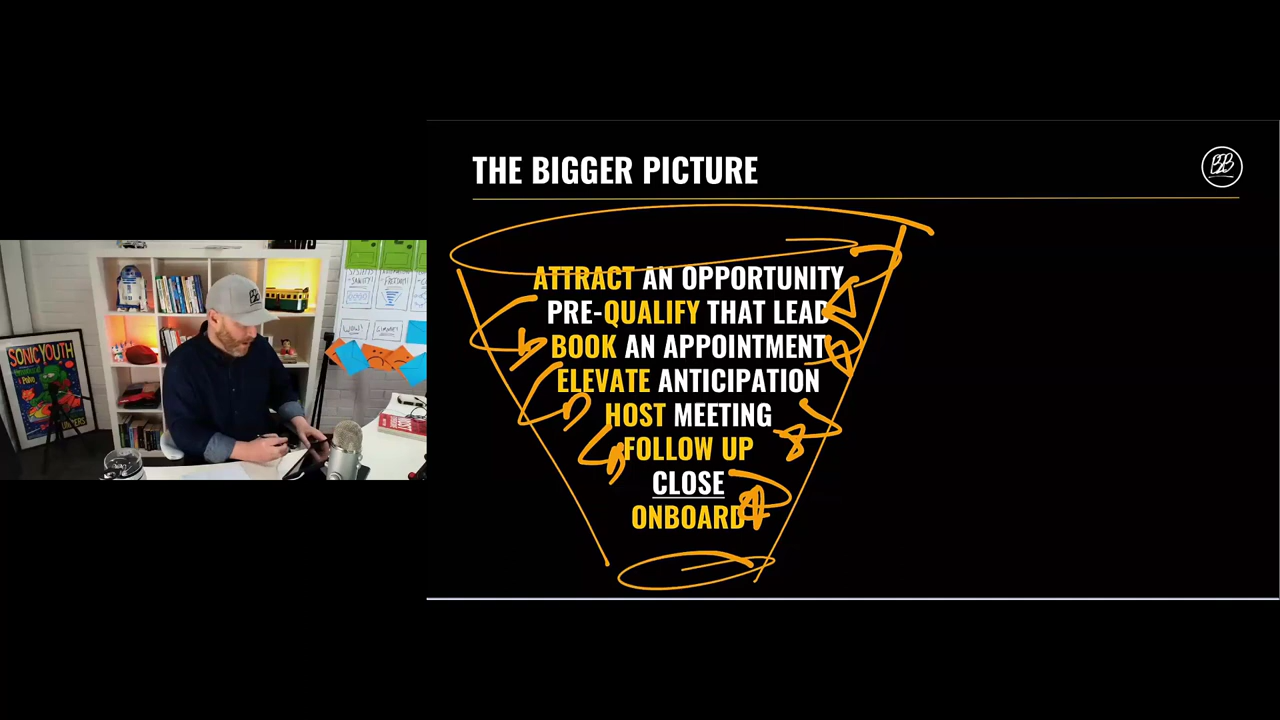 THE BIGGER PICTURE
B2B
ATTRACT AN OPPORTUNITY
PRE-QUALIFY THAT LEAD
BOOK AN APPOINTMENT
ELEVATE ANTICIPATION
HOST MEETING
FOLLOW UP
CLOSE
ONBOARD
SONIC YOUTH